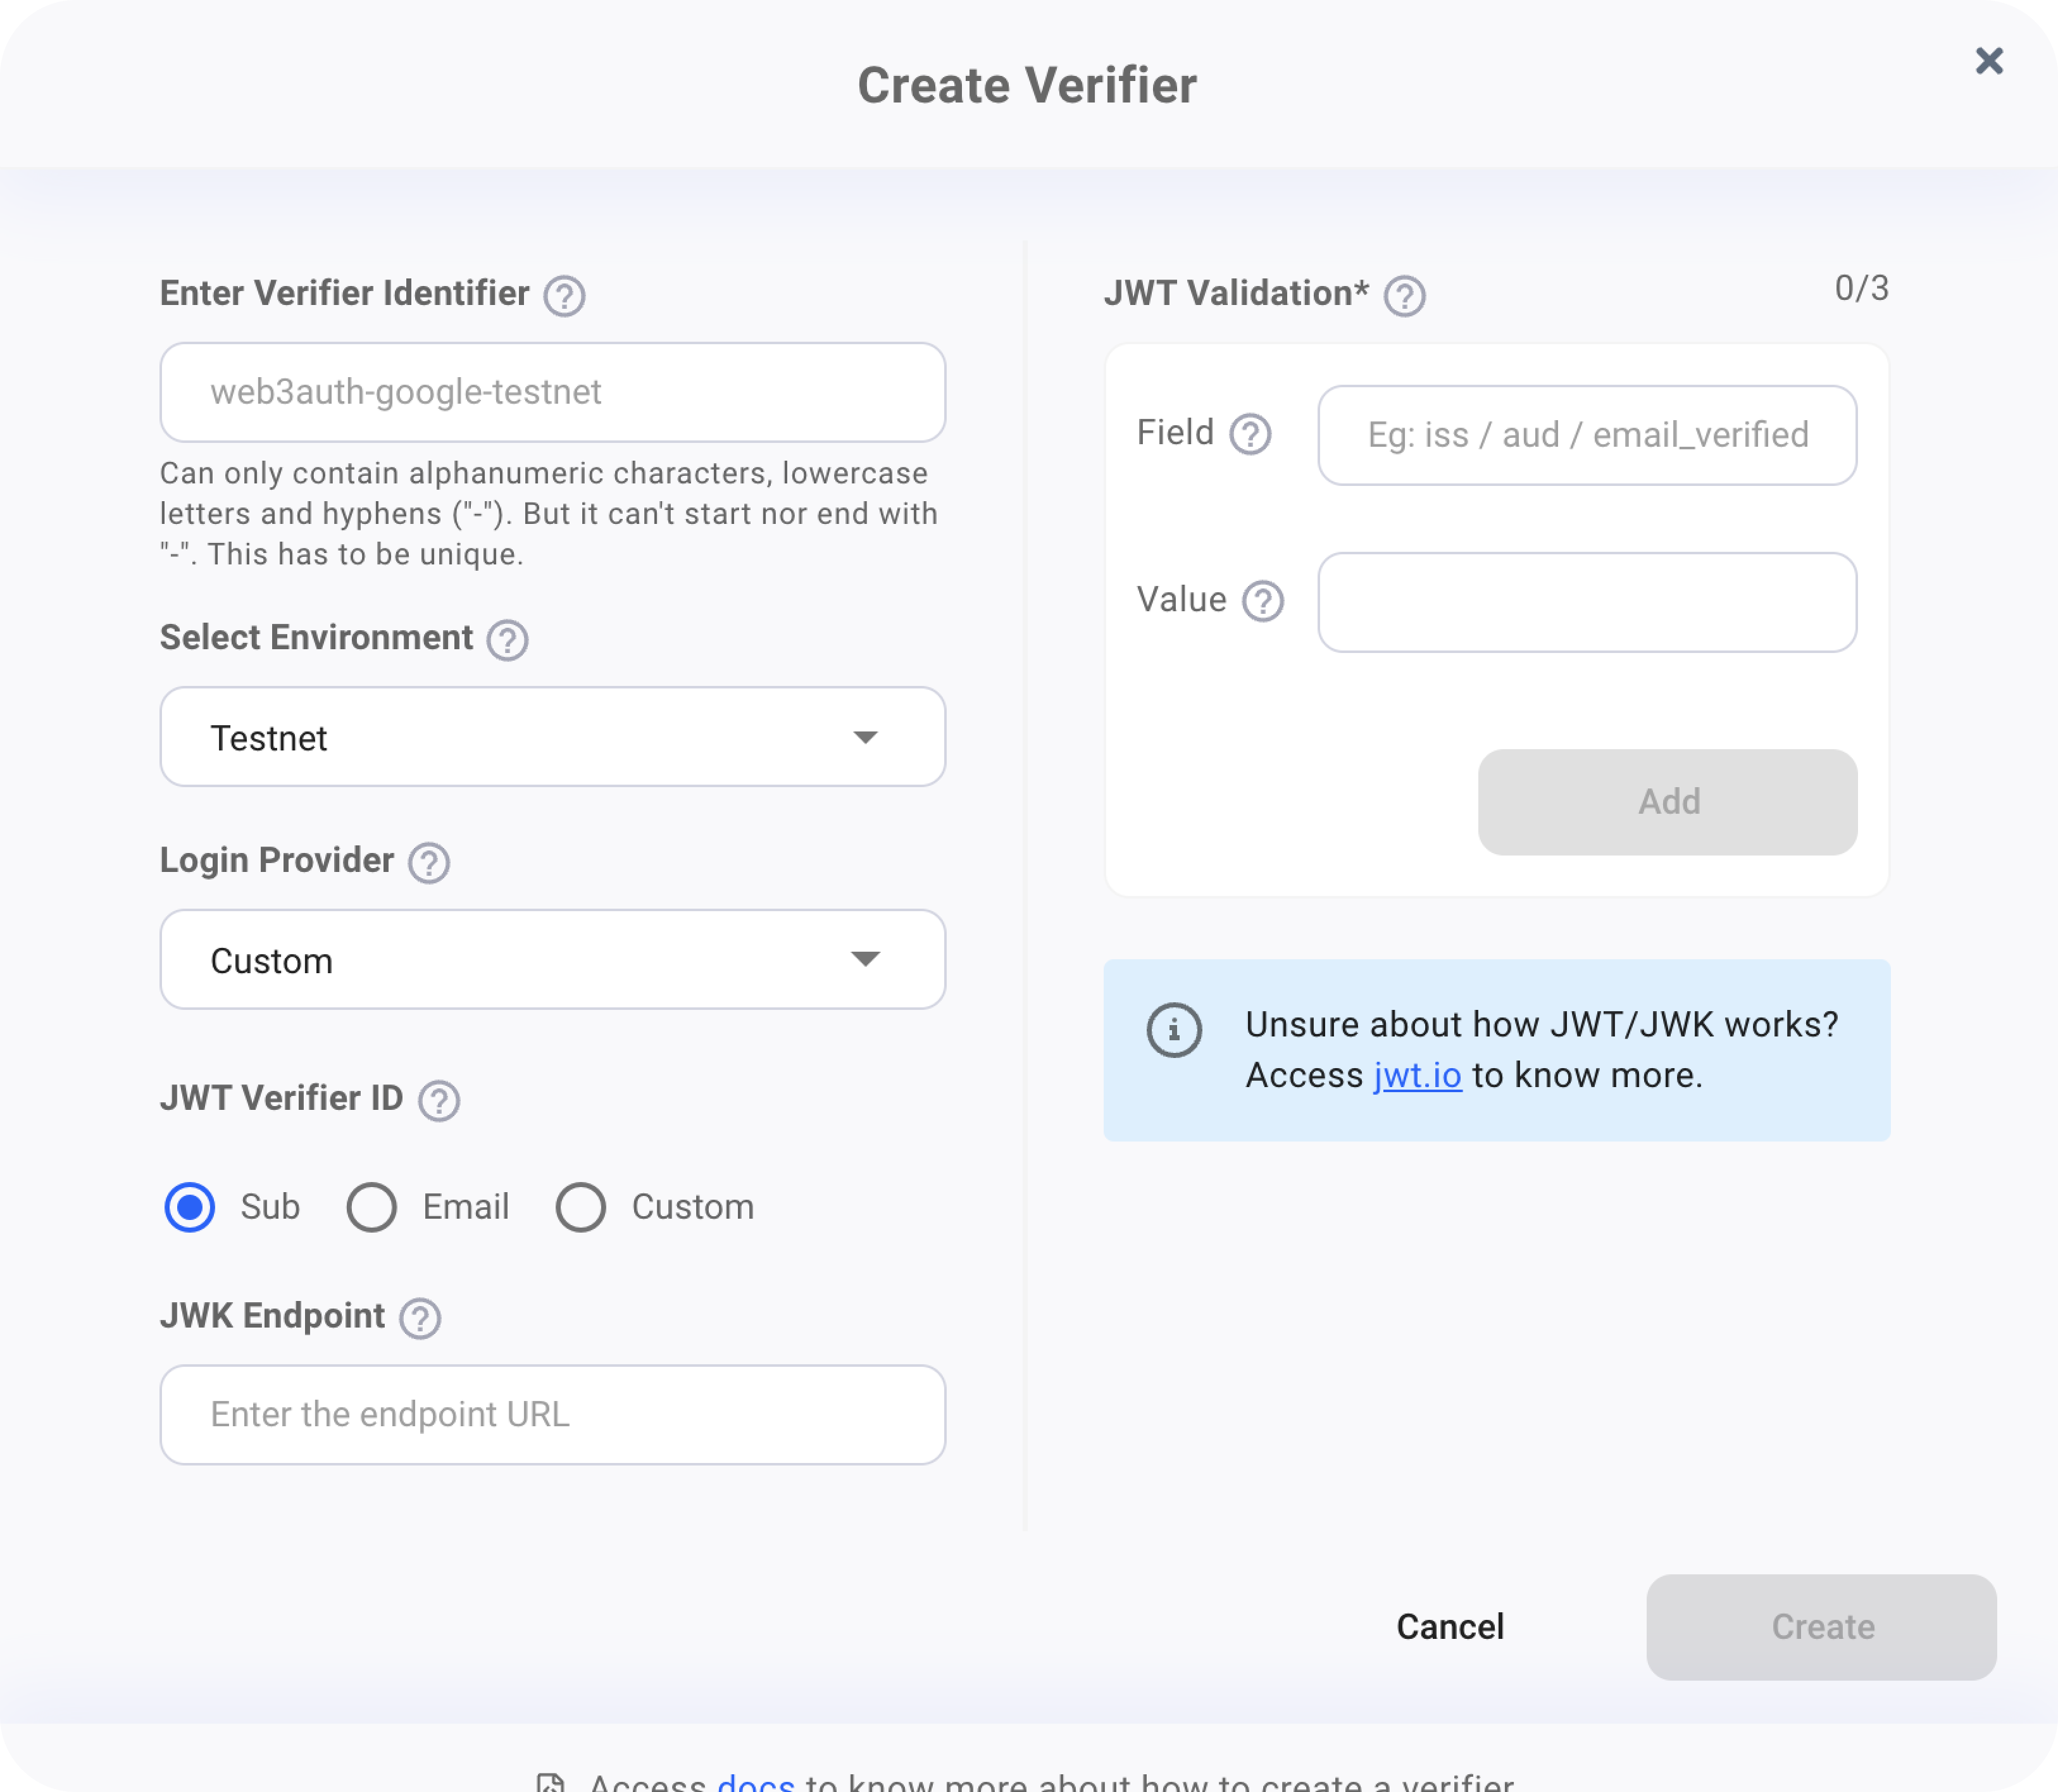 Create Verifier
Enter Verifier Identifier
web3auth-google-testnet
Can only contain alphanumeric characters, lowercase
letters and hyphens ("-"). But it can't start nor end with
"-". This has to be unique.
Select Environment
Testnet
Login Provider
Custom
JWT Verifier ID
Sub Email Custom
JWK Endpoint
Enter the endpoint URL
JWT Validation* 0/3
Field Eg: iss / aud / email_verified
Value
Add
Unsure about how JWT/JWK works?
Access jwt.io to know more.
Cancel Create
Access docs to know more about how to create a verifier